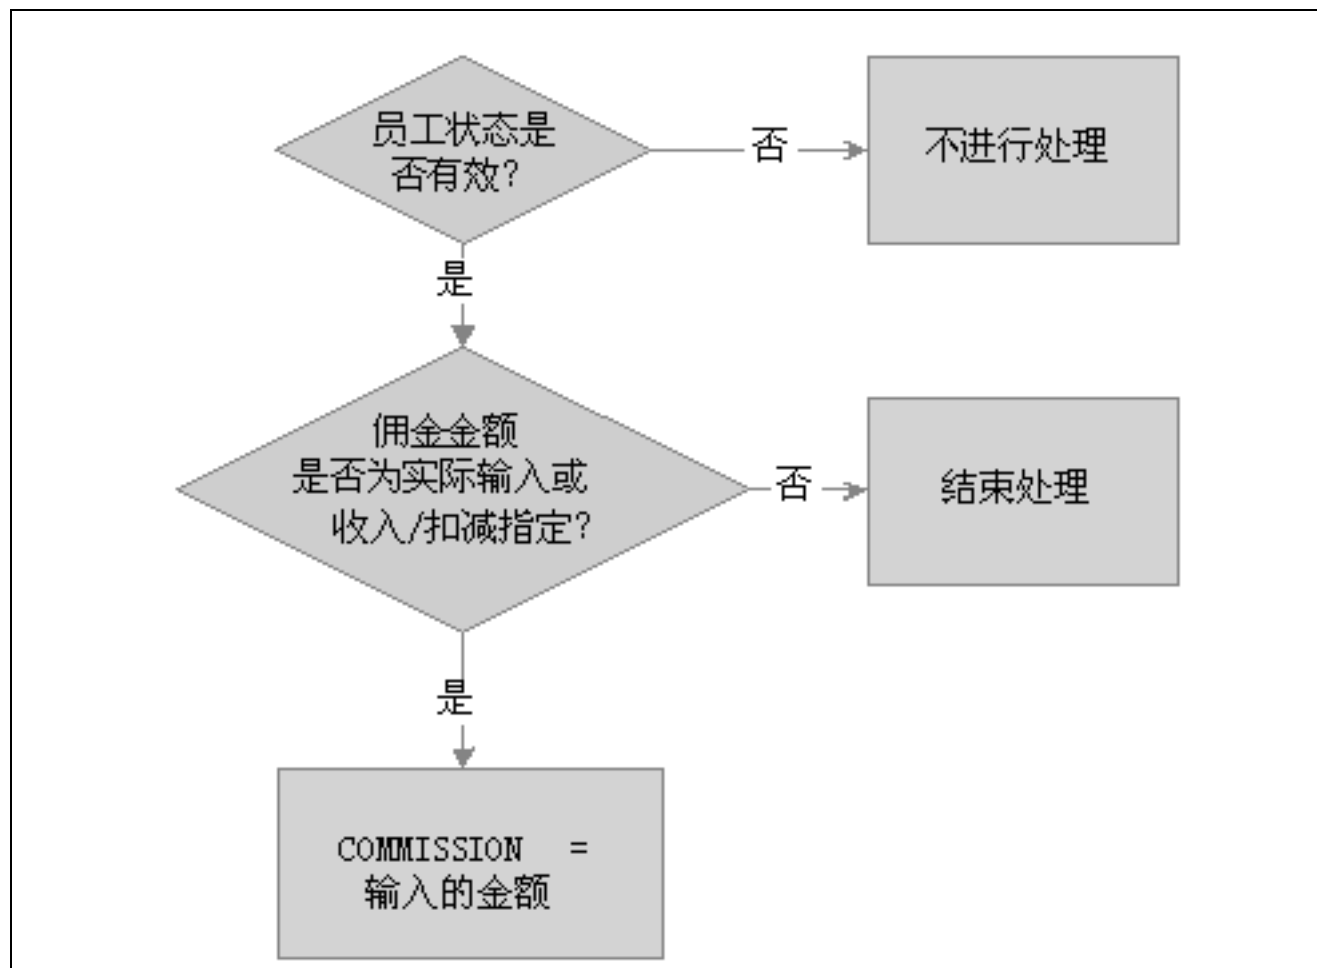 员工状态是
否有效?
否
不进行处理
是
佣金金额
是否为实际输入或
收入/扣减指定?
否
结束处理
是
COMMISSION =
输入的金额